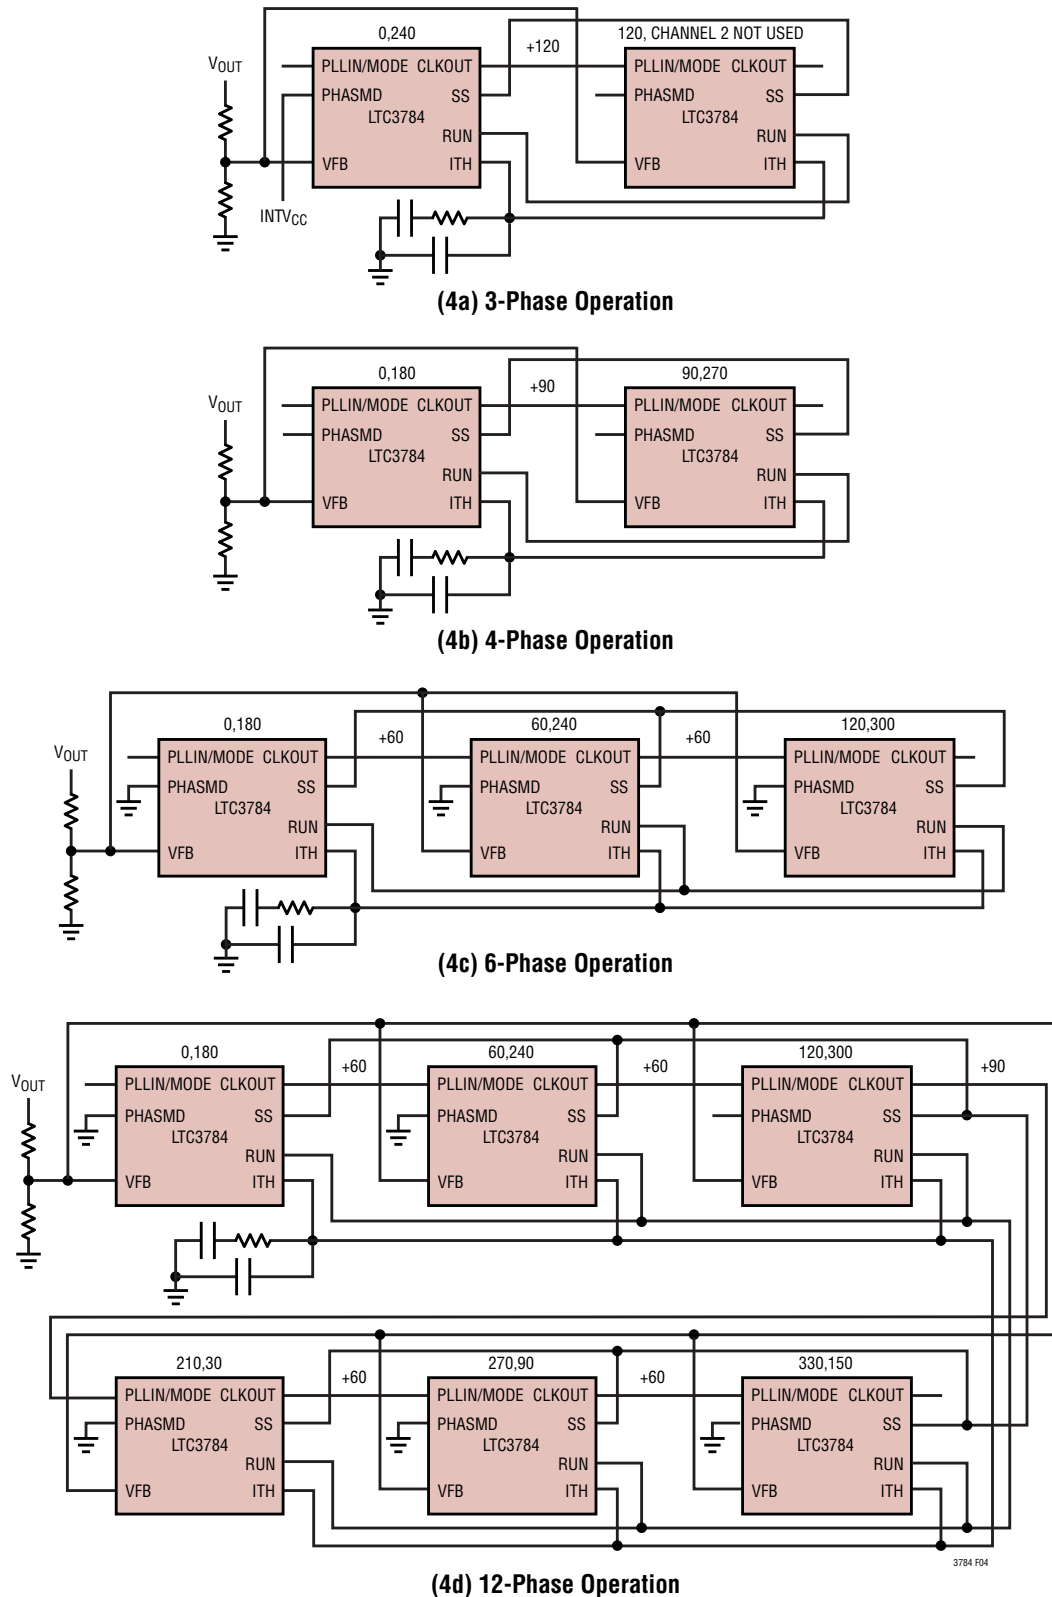 0,240
+120
120, CHANNEL 2 NOT USED
VOUT
PLLIN/MODE CLKOUT
PHASMD SS
LTC3784
RUN
VFB ITH
INTVCC
PLLIN/MODE CLKOUT
PHASMD SS
LTC3784
RUN
VFB ITH
(4a) 3-Phase Operation
0,180
+90
90,270
VOUT
PLLIN/MODE CLKOUT
PHASMD SS
LTC3784
RUN
VFB ITH
PLLIN/MODE CLKOUT
PHASMD SS
LTC3784
RUN
VFB ITH
(4b) 4-Phase Operation
0,180
+60
60,240
+60
120,300
VOUT
PLLIN/MODE CLKOUT
PHASMD SS
LTC3784
RUN
VFB ITH
PLLIN/MODE CLKOUT
PHASMD SS
LTC3784
RUN
VFB ITH
PLLIN/MODE CLKOUT
PHASMD SS
LTC3784
RUN
VFB ITH
(4c) 6-Phase Operation
0,180
+60
60,240
+60
120,300
+90
VOUT
PLLIN/MODE CLKOUT
PHASMD SS
LTC3784
RUN
VFB ITH
PLLIN/MODE CLKOUT
PHASMD SS
LTC3784
RUN
VFB ITH
PLLIN/MODE CLKOUT
PHASMD SS
LTC3784
RUN
VFB ITH
210,30
+60
270,90
+60
330,150
PLLIN/MODE CLKOUT
PHASMD SS
LTC3784
RUN
VFB ITH
PLLIN/MODE CLKOUT
PHASMD SS
LTC3784
RUN
VFB ITH
PLLIN/MODE CLKOUT
PHASMD SS
LTC3784
RUN
VFB ITH
3784 F04
(4d) 12-Phase Operation